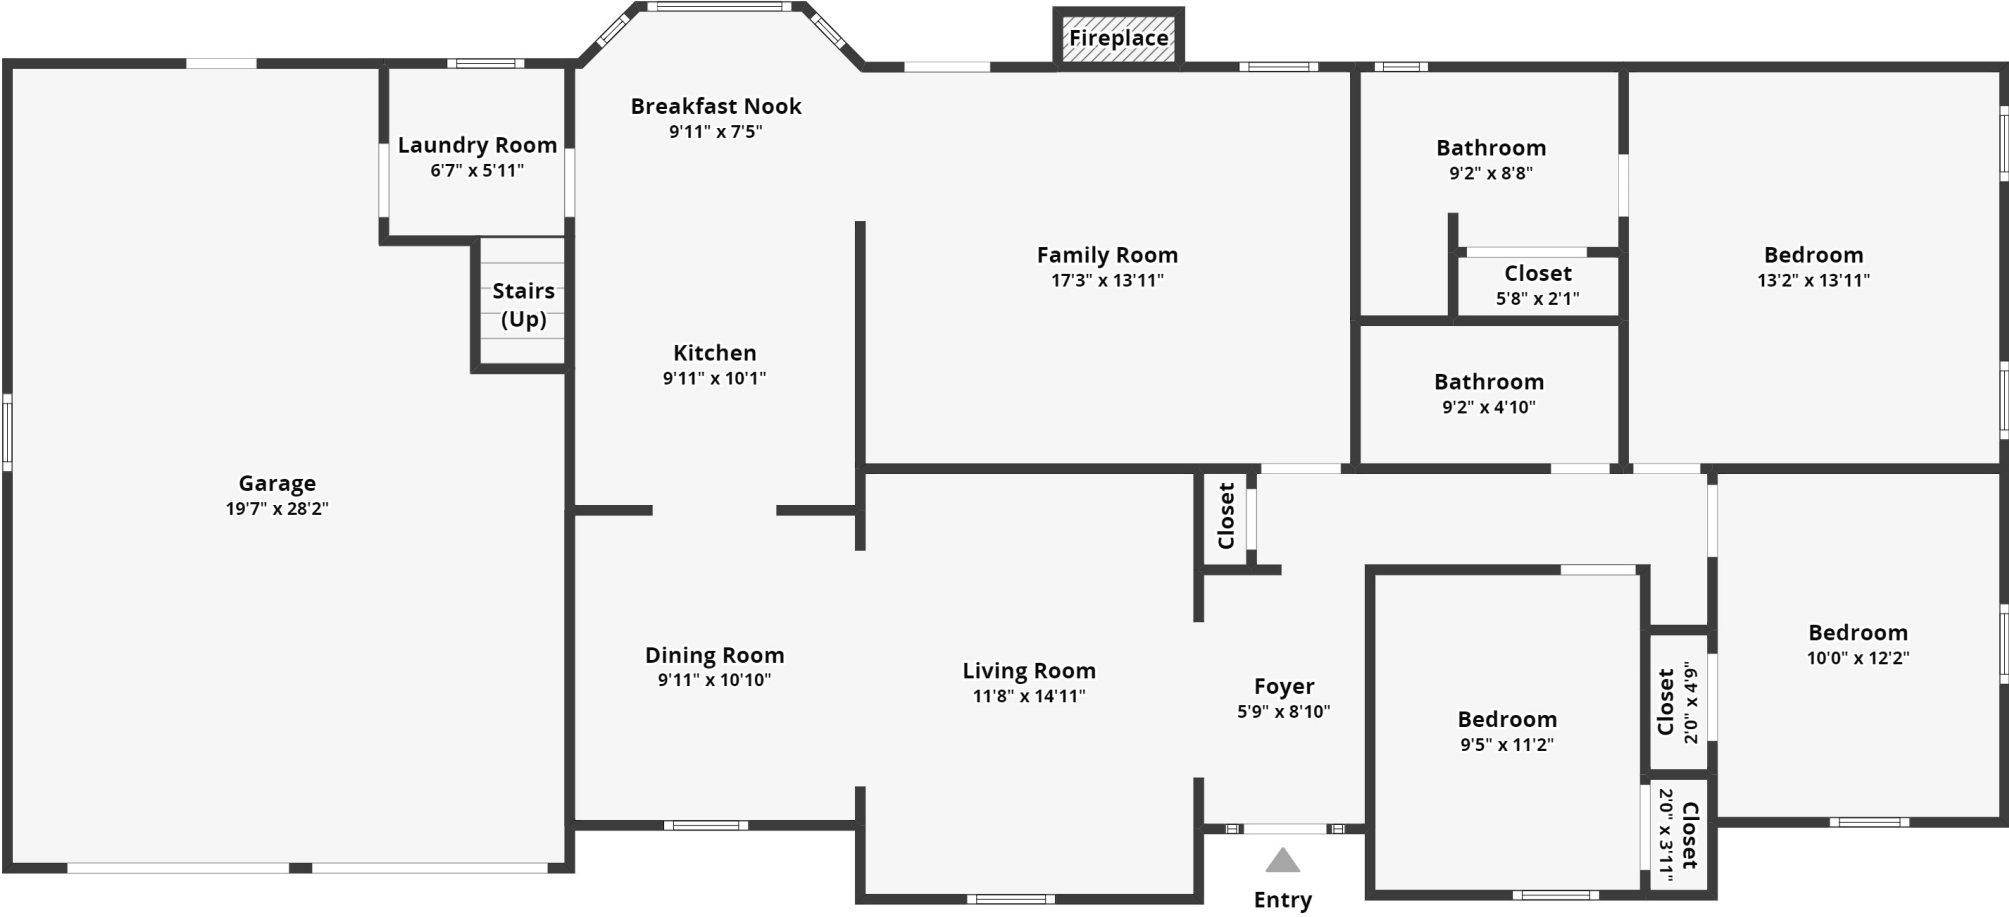 Fireplace
Breakfast Nook
9'11" x 7'5"
Laundry Room
6'7" x 5'11"
Bathroom
9'2" x 8'8"
Family Room
17'3" x 13'11"
Bedroom
13'2" x 13'11"
Closet
5'8" x 2'1"
Stairs
(Up)
Kitchen
9'11" x 10'1"
Bathroom
9'2" x 4'10"
Garage
19'7" x 28'2"
Closet
Dining Room
9'11" x 10'10"
Living Room
11'8" x 14'11"
Foyer
5'9" x 8'10"
Bedroom
9'5" x 11'2"
Closet
2'0" x 4'9"
Bedroom
10'0" x 12'2"
Closet
2'0" x 3'11"
Entry